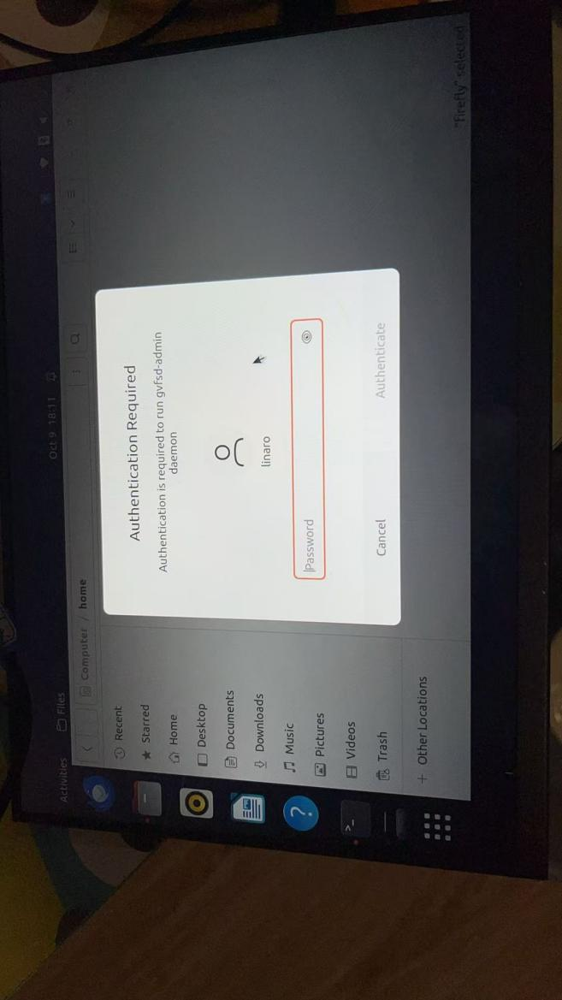 Activities
Files
Oct 9 18:11
Computer / home
Recent
Starred
Home
Desktop
Documents
Downloads
Music
Pictures
Videos
Trash
+ Other Locations
Authentication Required
Authentication is required to run gvfsd-admin
daemon
linaro
Password
Cancel
Authenticate
"firefly" selected